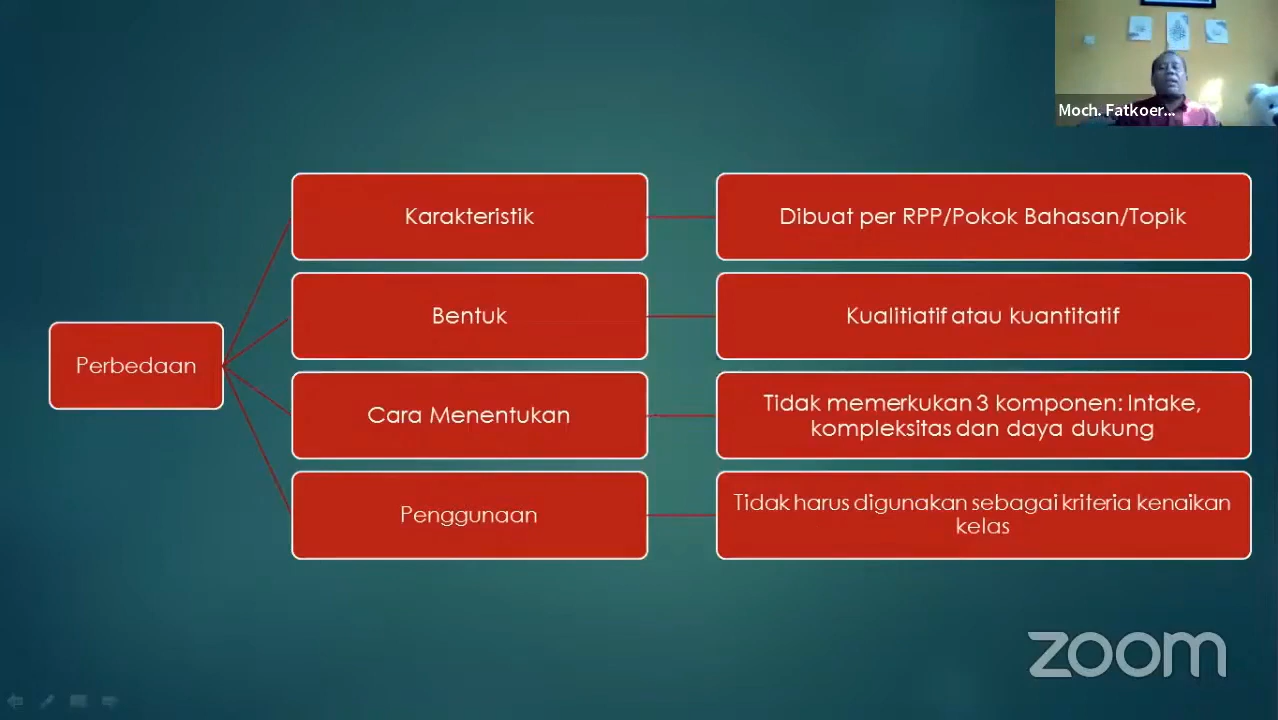 Moch. Fatkoer...
Perbedaan
Karakteristik
Dibuat per RPP/Pokok Bahasan/Topik
Bentuk
Kualitiatif atau kuantitatif
Cara Menentukan
Tidak memerkukan 3 komponen: Intake,
kompleksitas dan daya dukung
Penggunaan
Tidak harus digunakan sebagai kriteria kenaikan
kelas
zoom